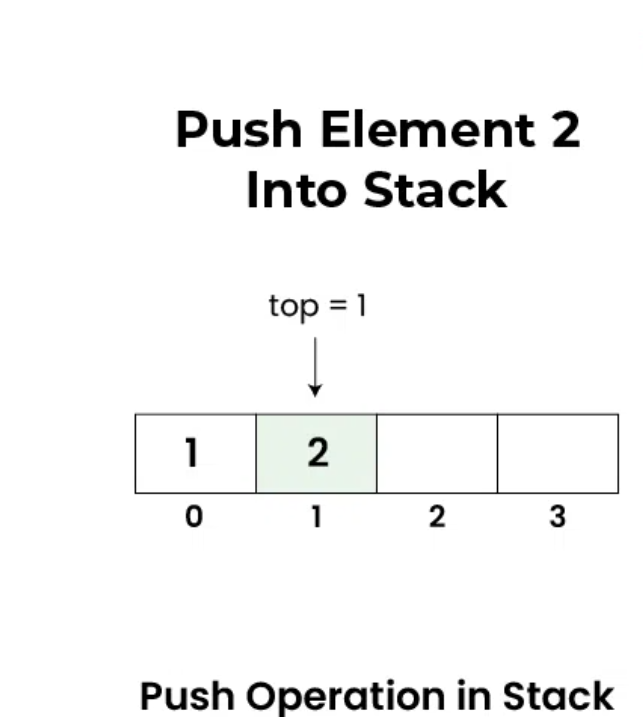 Push Element 2
Into Stack
top = 1
1 2
0 1 2 3
Push Operation in Stack